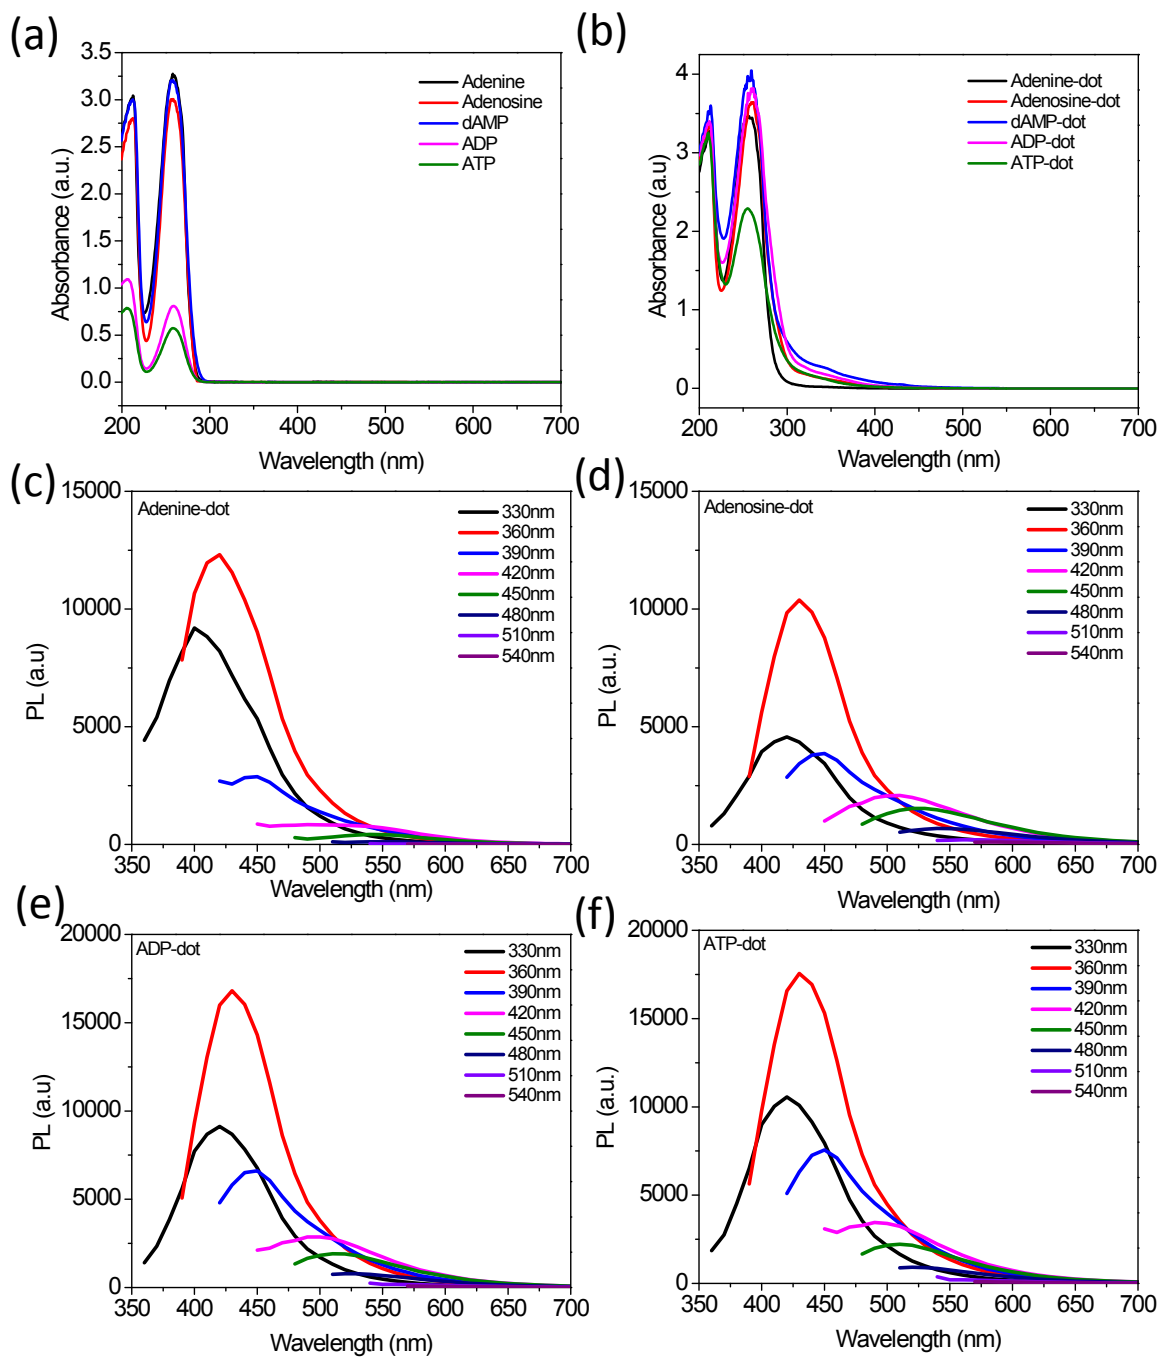 (a)
3.5
3.0
2.5
2.0
1.5
1.0
0.5
0.0
Absorbance (a.u.)
Adenine
Adenosine
dAMP
ADP
ATP
200 300 400 500 600 700
Wavelength (nm)
(b)
4
3
2
1
0
Absorbance (a.u)
Adenine-dot
Adenosine-dot
dAMP-dot
ADP-dot
ATP-dot
200 300 400 500 600 700
Wavelength (nm)
(c)
15000
10000
5000
0
PL (a.u)
Adenine-dot
330nm
360nm
390nm
420nm
450nm
480nm
510nm
540nm
350 400 450 500 550 600 650 700
Wavelength (nm)
(d)
15000
10000
5000
0
PL (a.u)
Adenosine-dot
330nm
360nm
390nm
420nm
450nm
480nm
510nm
540nm
350 400 450 500 550 600 650 700
Wavelength (nm)
(e)
20000
15000
10000
5000
0
PL (a.u)
ADP-dot
330nm
360nm
390nm
420nm
450nm
480nm
510nm
540nm
350 400 450 500 550 600 650 700
Wavelength (nm)
(f)
20000
15000
10000
5000
0
PL (a.u.)
ATP-dot
330nm
360nm
390nm
420nm
450nm
480nm
510nm
540nm
350 400 450 500 550 600 650 700
Wavelength (nm)